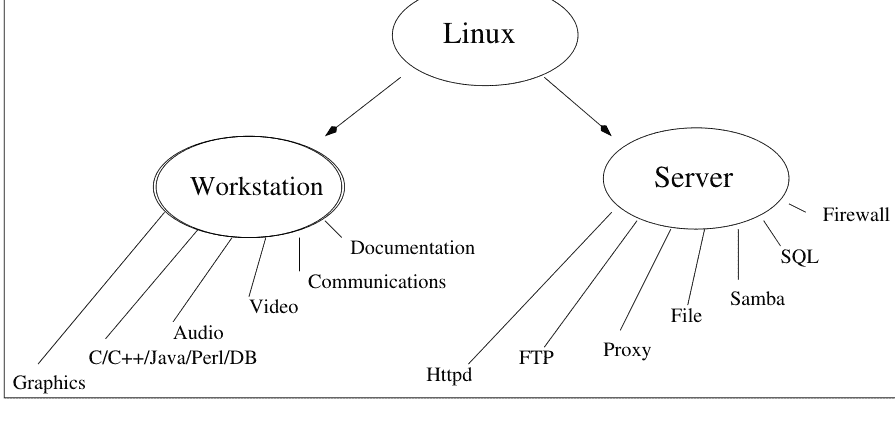 Linux
Workstation
Server
Firewall
Documentation
SQL
Communications
Samba
Video
File
Audio
Proxy
C/C++/Java/Perl/DB
FTP
Httpd
Graphics